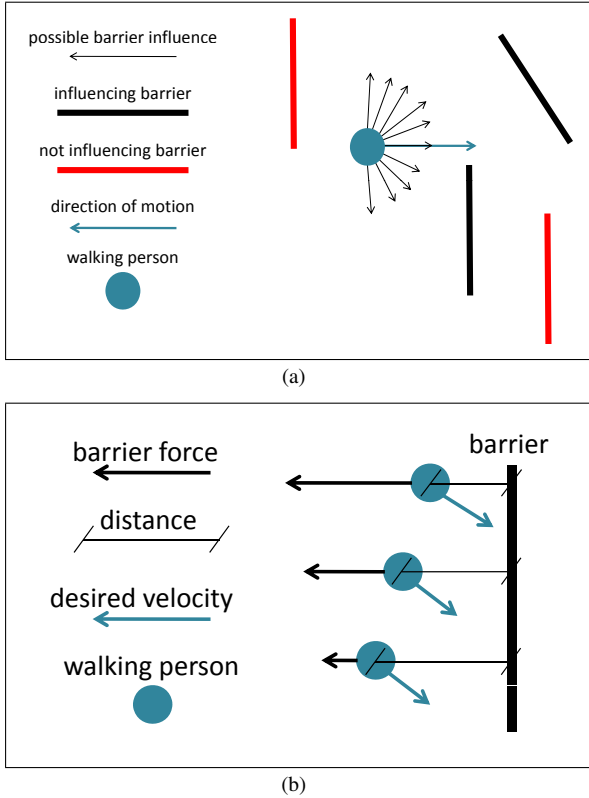 possible barrier influence
influencing barrier
not influencing barrier
direction of motion
walking person
(a)
barrier force
distance
desired velocity
walking person
barrier
(b)